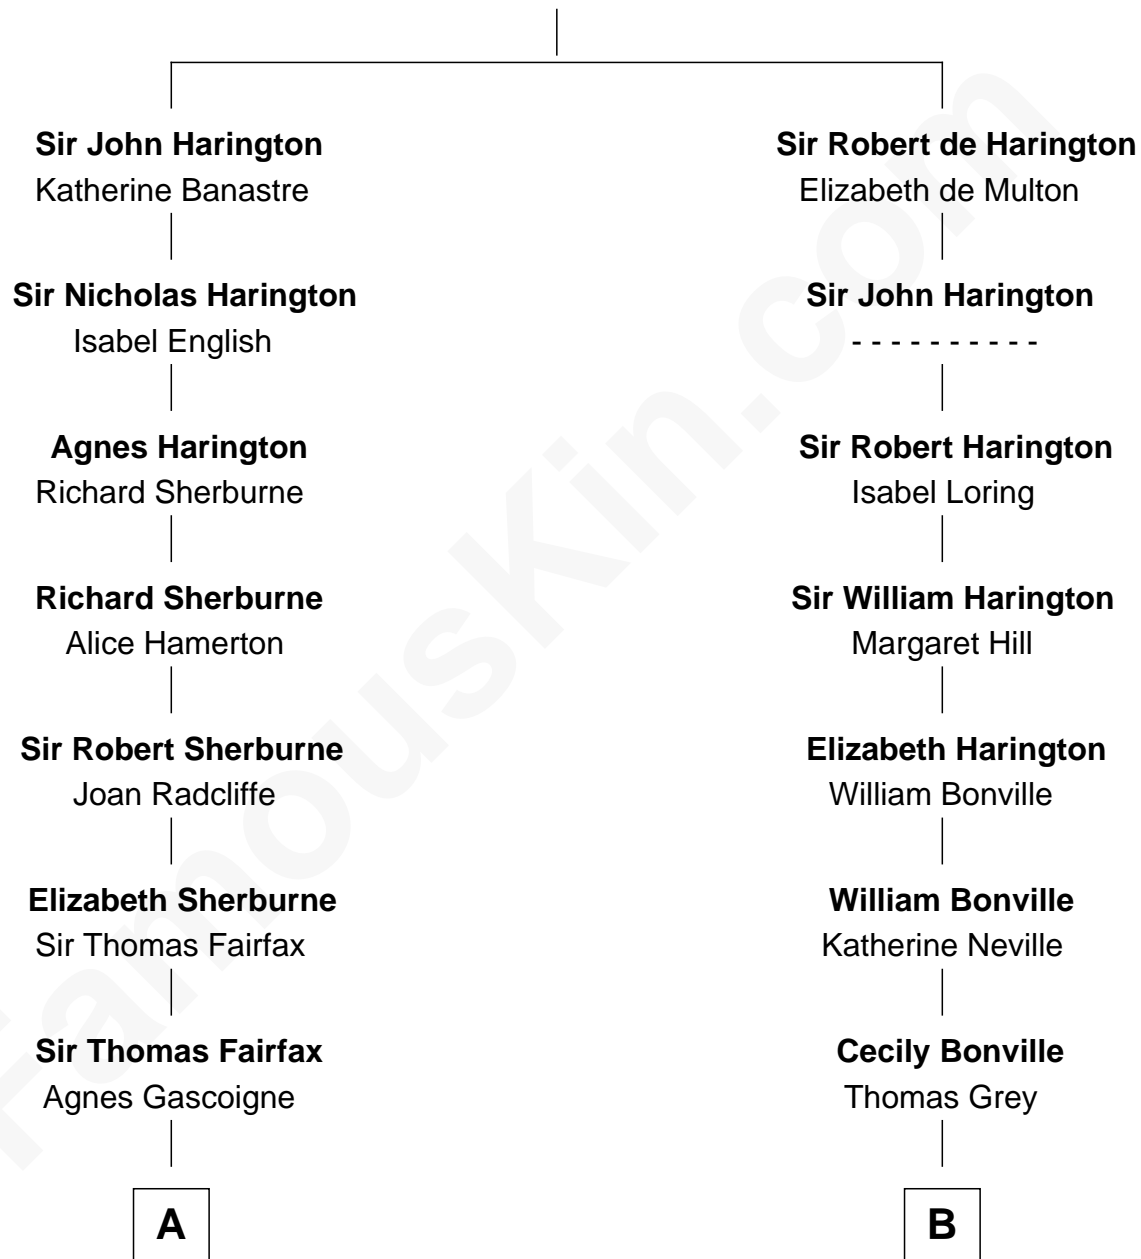 Sir John Harington
Katherine Banastre
Sir Nicholas Harington
Isabel English
Agnes Harington
Richard Sherburne
Richard Sherburne
Alice Hamerton
Sir Robert Sherburne
Joan Radcliffe
Elizabeth Sherburne
Sir Thomas Fairfax
Sir Thomas Fairfax
Agnes Gascoigne
A
Sir Robert de Harington
Elizabeth de Multon
Sir John Harington
- - - - - - - - - -
Sir Robert Harington
Isabel Loring
Sir William Harington
Margaret Hill
Elizabeth Harington
William Bonville
William Bonville
Katherine Neville
Cecily Bonville
Thomas Grey
B
FamousKin.com